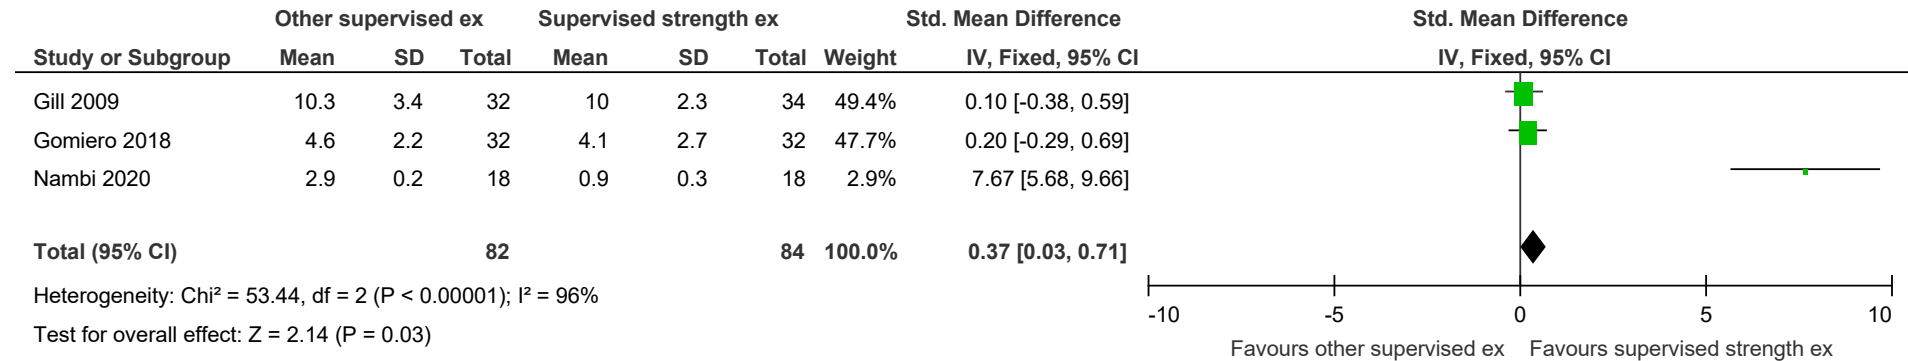 Other supervised ex Supervised strength ex Std. Mean Difference Std. Mean Difference
Study or Subgroup Mean SD Total Mean SD Total Weight IV, Fixed, 95% CI IV, Fixed, 95% CI
Gill 2009 10.3 3.4 32 10 2.3 34 49.4% 0.10 [-0.38, 0.59]
Gomiero 2018 4.6 2.2 32 4.1 2.7 32 47.7% 0.20 [-0.29, 0.69]
Nambi 2020 2.9 0.2 18 0.9 0.3 18 2.9% 7.67 [5.68, 9.66]
Total (95% CI) 82 84 100.0% 0.37 [0.03, 0.71]
Heterogeneity: Chi² = 53.44, df = 2 (P < 0.00001); I² = 96%
Test for overall effect: Z = 2.14 (P = 0.03)
-10 -5 0 5 10
Favours other supervised ex Favours supervised strength ex